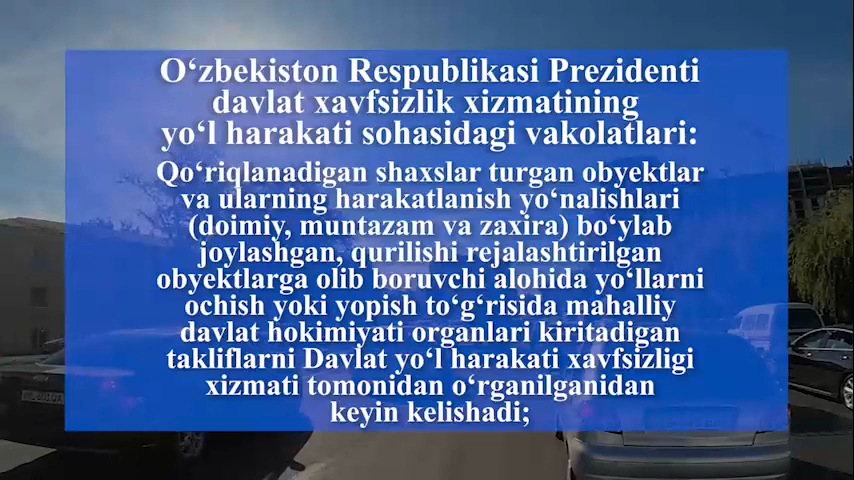 O‘zbekiston Respublikasi Prezidenti
davlat xavfsizlik xizmatining
yo‘l harakati sohasidagi vakolatlari:
Qo‘riqlanadigan shaxslar turgan obyektlar
va ularning harakatlanish yo‘nalishlari
(doimiy, muntazam va zaxira) bo‘ylab
joylashgan, qurilishi rejalashtirilgan
obyektlarga olib boruvchi alohida yo‘llarni
ochish yoki yopish to‘g‘risida mahalliy
davlat hokimiyati organlari kiritadigan
takliflarni Davlat yo‘l harakati xavfsizligi
xizmati tomonidan o‘rganilganidan
keyin kelishadi;